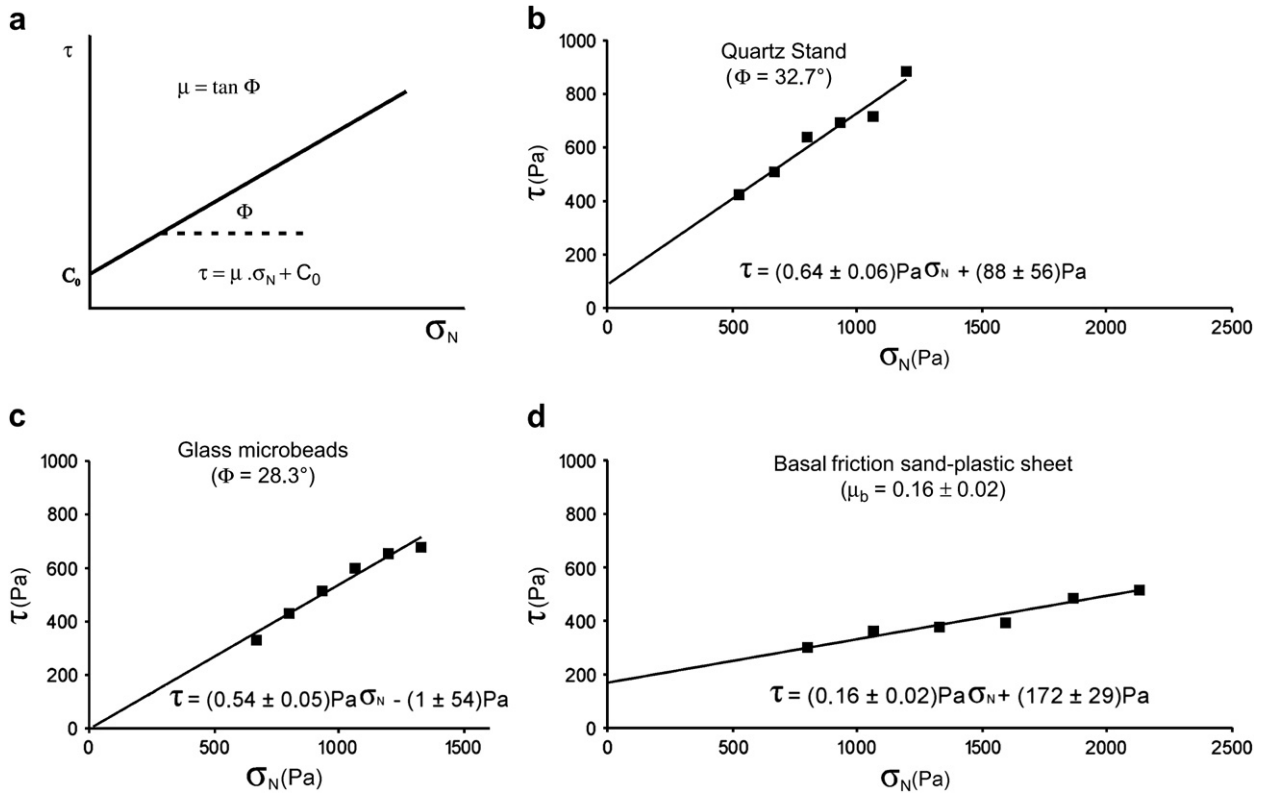 a
τ
μ = tan Φ
Φ
C₀
τ = μ .σN + C₀
σN
b
Quartz Stand
(Φ = 32.7°)
1000
800
600
400
200
0
τ(Pa)
τ = (0.64 ± 0.06)Pa σN + (88 ± 56)Pa
0 500 1000 1500 2000 2500
σN(Pa)
c
Glass microbeads
(Φ = 28.3°)
1000
800
600
400
200
0
τ(Pa)
τ = (0.54 ± 0.05)Pa σN - (1 ± 54)Pa
0 500 1000 1500
σN(Pa)
d
Basal friction sand-plastic sheet
(μb = 0.16 ± 0.02)
1000
800
600
400
200
0
τ(Pa)
τ = (0.16 ± 0.02)Pa σN + (172 ± 29)Pa
0 500 1000 1500 2000 2500
σN(Pa)